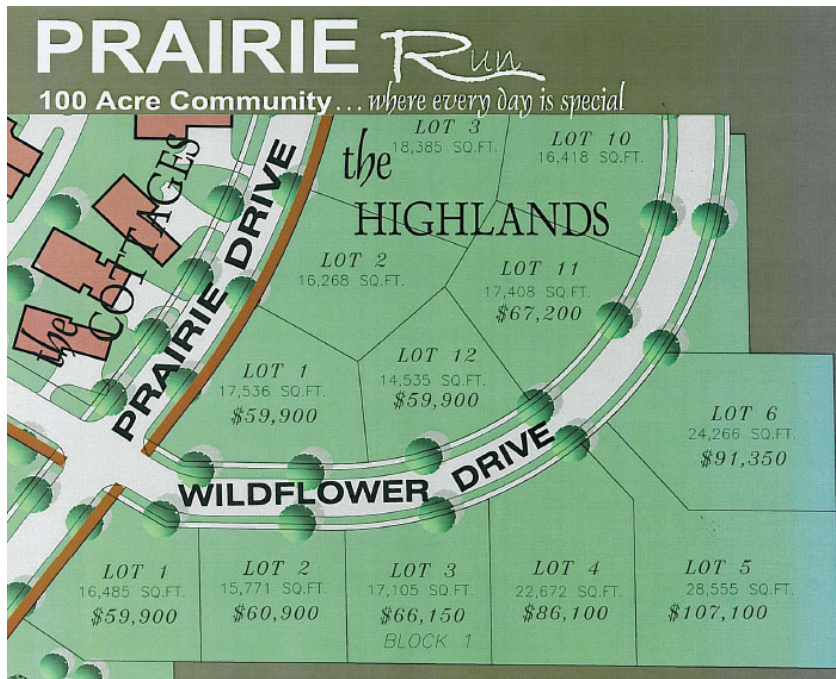 PRAIRIE Run
100 Acre Community... where every day is special
the
HIGHLANDS
LOT 3
18,385 SQ.FT.
LOT 10
16,418 SQ.FT.
the COTTAGES
PRAIRIE DRIVE
LOT 2
16,268 SQ.FT.
LOT 11
17,408 SQ.FT.
$67,200
LOT 1
17,536 SQ.FT.
$59,900
LOT 12
14,535 SQ.FT.
$59,900
LOT 6
24,266 SQ.FT.
$91,350
WILDFLOWER DRIVE
LOT 1
16,485 SQ.FT.
$59,900
LOT 2
15,771 SQ.FT.
$60,900
LOT 3
17,105 SQ.FT.
$66,150
BLOCK 1
LOT 4
22,672 SQ.FT.
$86,100
LOT 5
28,555 SQ.FT.
$107,100